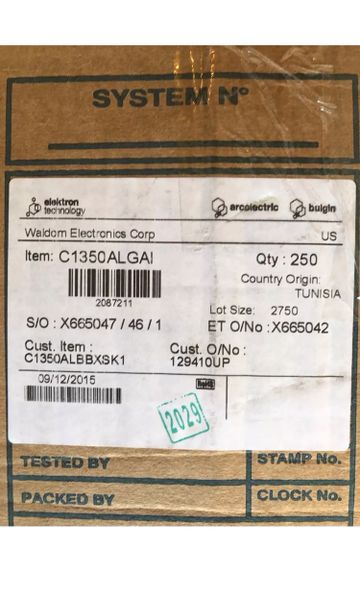 SYSTEM Nº
elektron
technology
arcolectric
bulgin
Waldom Electronics Corp US
Item: C1350ALGAI Qty : 250
Country Origin:
TUNISIA
2087211
Lot Size: 2750
S/O : X665047 / 46 / 1 ET O/No : X665042
Cust. Item : Cust. O/No :
C1350ALBBXSK1 129410UP
09/12/2015
RoHS
2029
TESTED BY STAMP No.
PACKED BY CLOCK No.